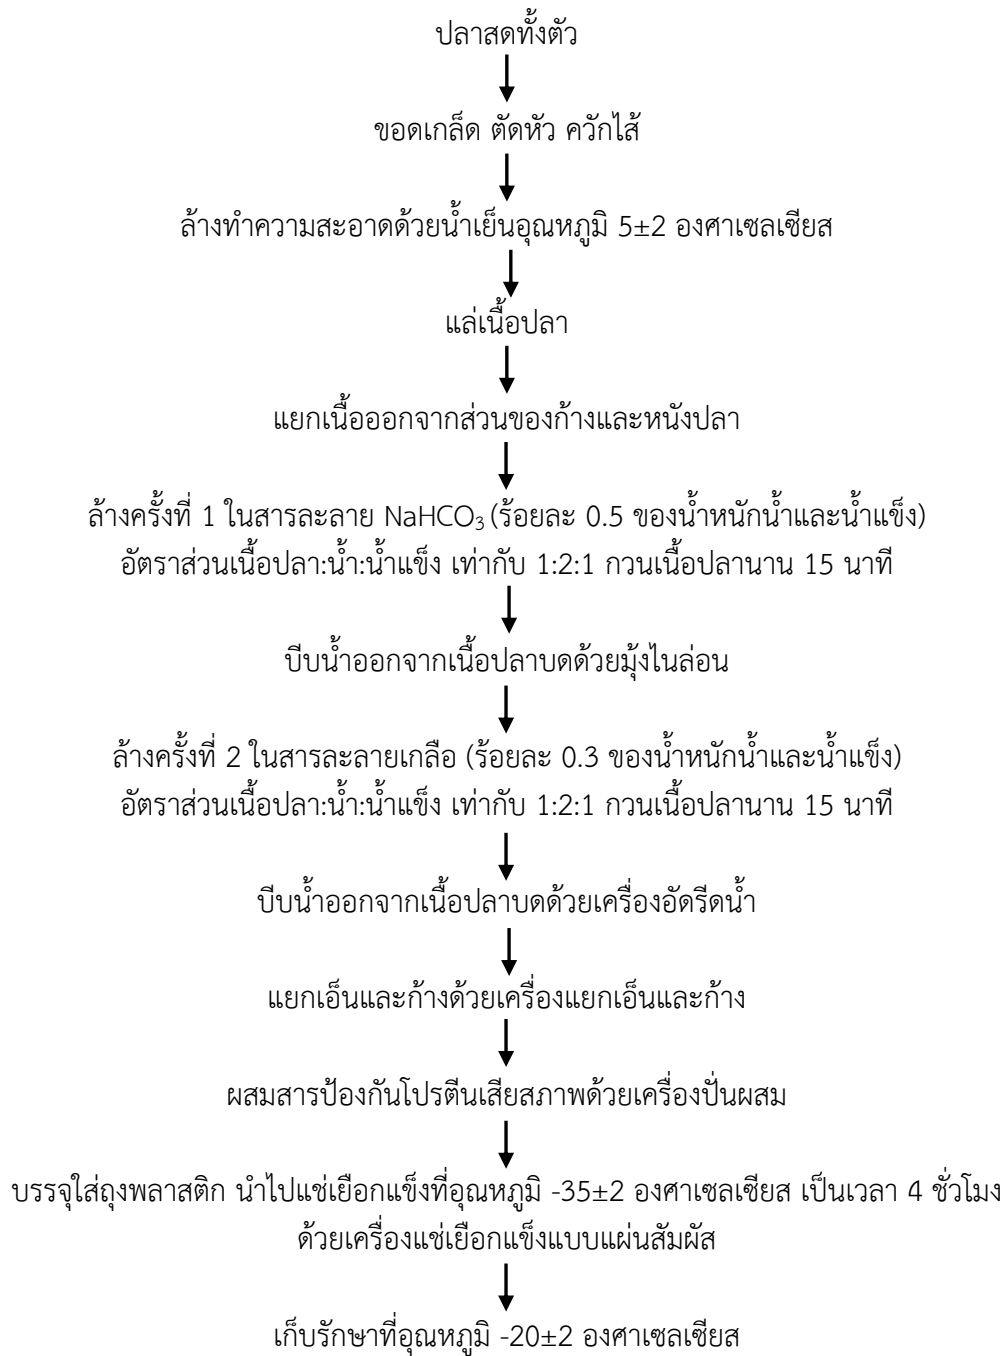 ปลาสดทั้งตัว
ขอดเกล็ด ตัดหัว ควักไส้
ล้างทำความสะอาดด้วยน้ำเย็นอุณหภูมิ 5±2 องศาเซลเซียส
แล่เนื้อปลา
แยกเนื้อออกจากส่วนของก้างและหนังปลา
ล้างครั้งที่ 1 ในสารละลาย NaHCO₃ (ร้อยละ 0.5 ของน้ำหนักน้ำและน้ำแข็ง)
อัตราส่วนเนื้อปลา:น้ำ:น้ำแข็ง เท่ากับ 1:2:1 กวนเนื้อปลานาน 15 นาที
บีบน้ำออกจากเนื้อปลาบดด้วยมุ้งไนล่อน
ล้างครั้งที่ 2 ในสารละลายเกลือ (ร้อยละ 0.3 ของน้ำหนักน้ำและน้ำแข็ง)
อัตราส่วนเนื้อปลา:น้ำ:น้ำแข็ง เท่ากับ 1:2:1 กวนเนื้อปลานาน 15 นาที
บีบน้ำออกจากเนื้อปลาบดด้วยเครื่องอัดรีดน้ำ
แยกเอ็นและก้างด้วยเครื่องแยกเอ็นและก้าง
ผสมสารป้องกันโปรตีนเสียสภาพด้วยเครื่องปั่นผสม
บรรจุใส่ถุงพลาสติก นำไปแช่เยือกแข็งที่อุณหภูมิ -35±2 องศาเซลเซียส เป็นเวลา 4 ชั่วโมง
ด้วยเครื่องแช่เยือกแข็งแบบแผ่นสัมผัส
เก็บรักษาที่อุณหภูมิ -20±2 องศาเซลเซียส